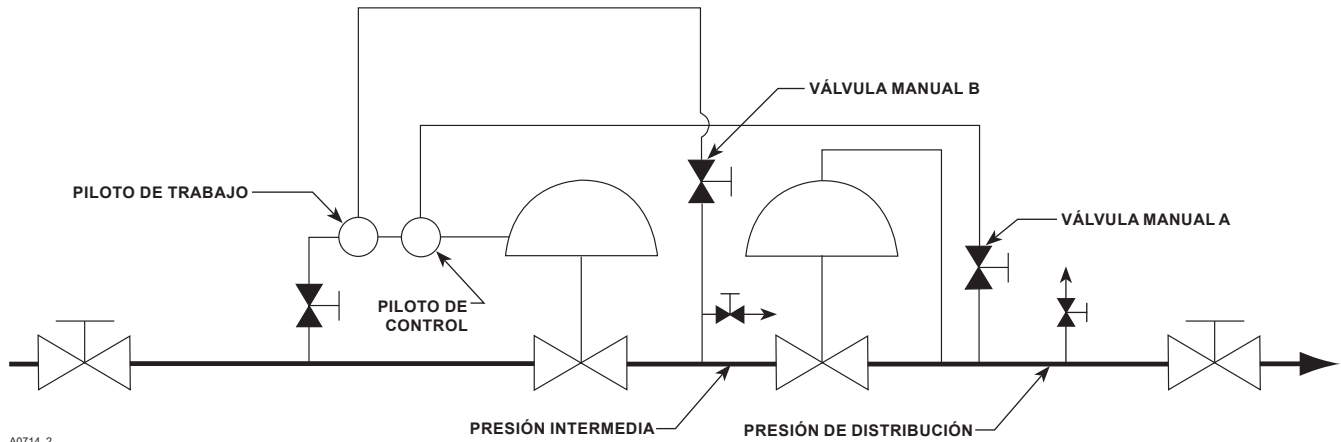 VÁLVULA MANUAL B
PILOTO DE TRABAJO
VÁLVULA MANUAL A
PILOTO DE
CONTROL
PRESIÓN INTERMEDIA
PRESIÓN DE DISTRIBUCIÓN
A0714_2